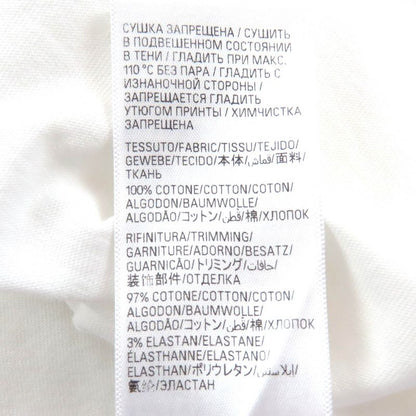 СУШКА ЗАПРЕЩЕНА / СУШИТЬ
В ПОДВЕШЕННОМ СОСТОЯНИИ
В ТЕНИ / ГЛАДИТЬ ПРИ МАКС.
110 °C БЕЗ ПАРА / ГЛАДИТЬ С
ИЗНАНОЧНОЙ СТОРОНЫ /
ЗАПРЕЩАЕТСЯ ГЛАДИТЬ
УТЮГОМ ПРИНТЫ / ХИМЧИСТКА
ЗАПРЕЩЕНА
TESSUTO/FABRIC/TISSU/TEJIDO/
GEWEBE/TECIDO/本体/قماش/面料/
ТКАНЬ
100% COTONE/COTTON/COTON/
ALGODON/BAUMWOLLE/
ALGODÃO/コットン/قطن/棉/ХЛОПОК
RIFINITURA/TRIMMING/
GARNITURE/ADORNO/BESATZ/
GUARNICÃO/トリミング/حافات/
装饰部件/ОТДЕЛКА
97% COTONE/COTTON/COTON/
ALGODON/BAUMWOLLE/
ALGODÃO/コットン/قطن/棉/ХЛОПОК
3% ELASTAN/ELASTANE/
ÉLASTHANNE/ELASTANO/
ELASTHAN/ポリウレタン/إيلاستين/
氨纶/ЭЛАСТАН